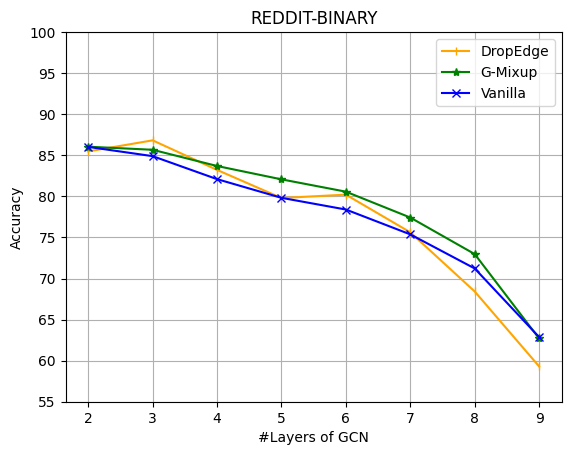 REDDIT-BINARY
DropEdge
G-Mixup
Vanilla
Accuracy
100
95
90
85
80
75
70
65
60
55
2 3 4 5 6 7 8 9
#Layers of GCN